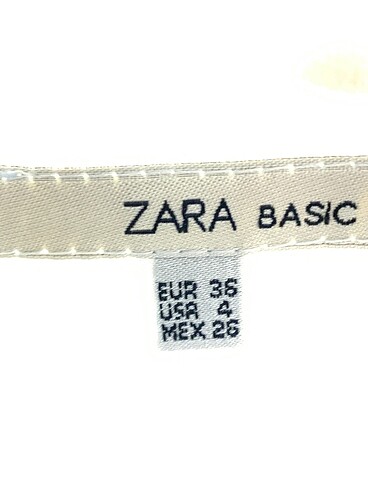 ZARA BASIC
EUR 36
USA 4
MEX 26